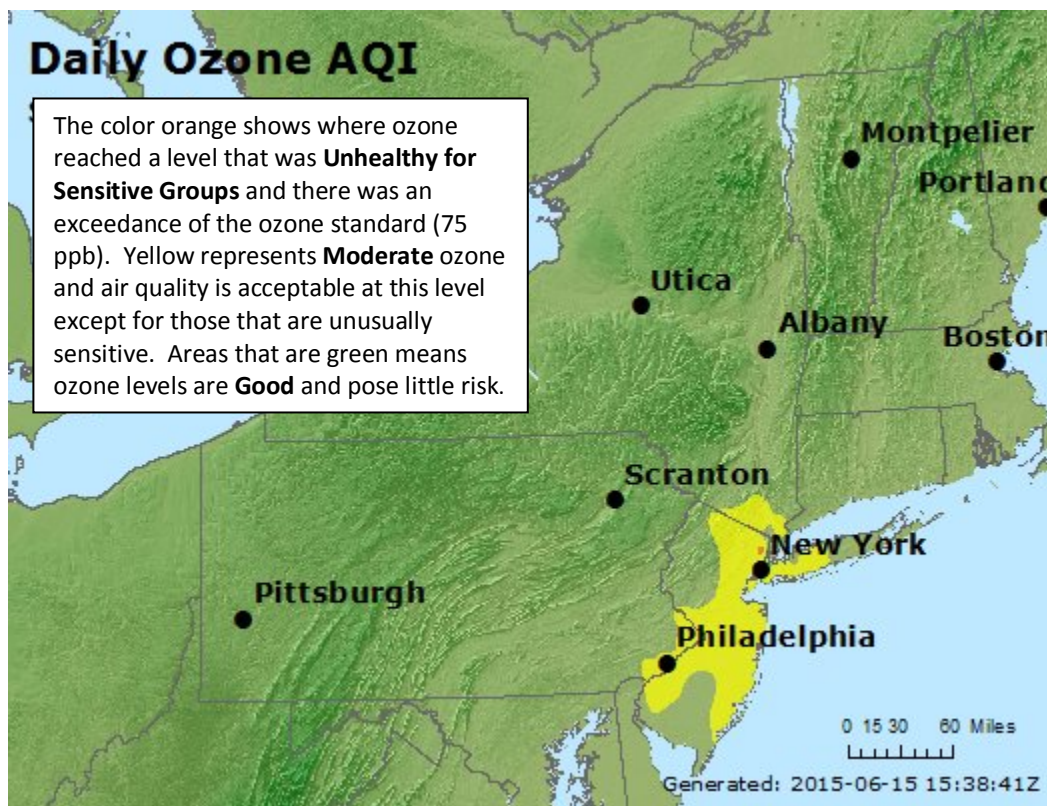 Daily Ozone AQI
The color orange shows where ozone
reached a level that was Unhealthy for
Sensitive Groups and there was an
exceedance of the ozone standard (75
ppb). Yellow represents Moderate ozone
and air quality is acceptable at this level
except for those that are unusually
sensitive. Areas that are green means
ozone levels are Good and pose little risk.
Montpelier
Portland
Utica
Albany
Boston
Scranton
New York
Pittsburgh
Philadelphia
0 15 30 60 Miles
Generated: 2015-06-15 15:38:41Z